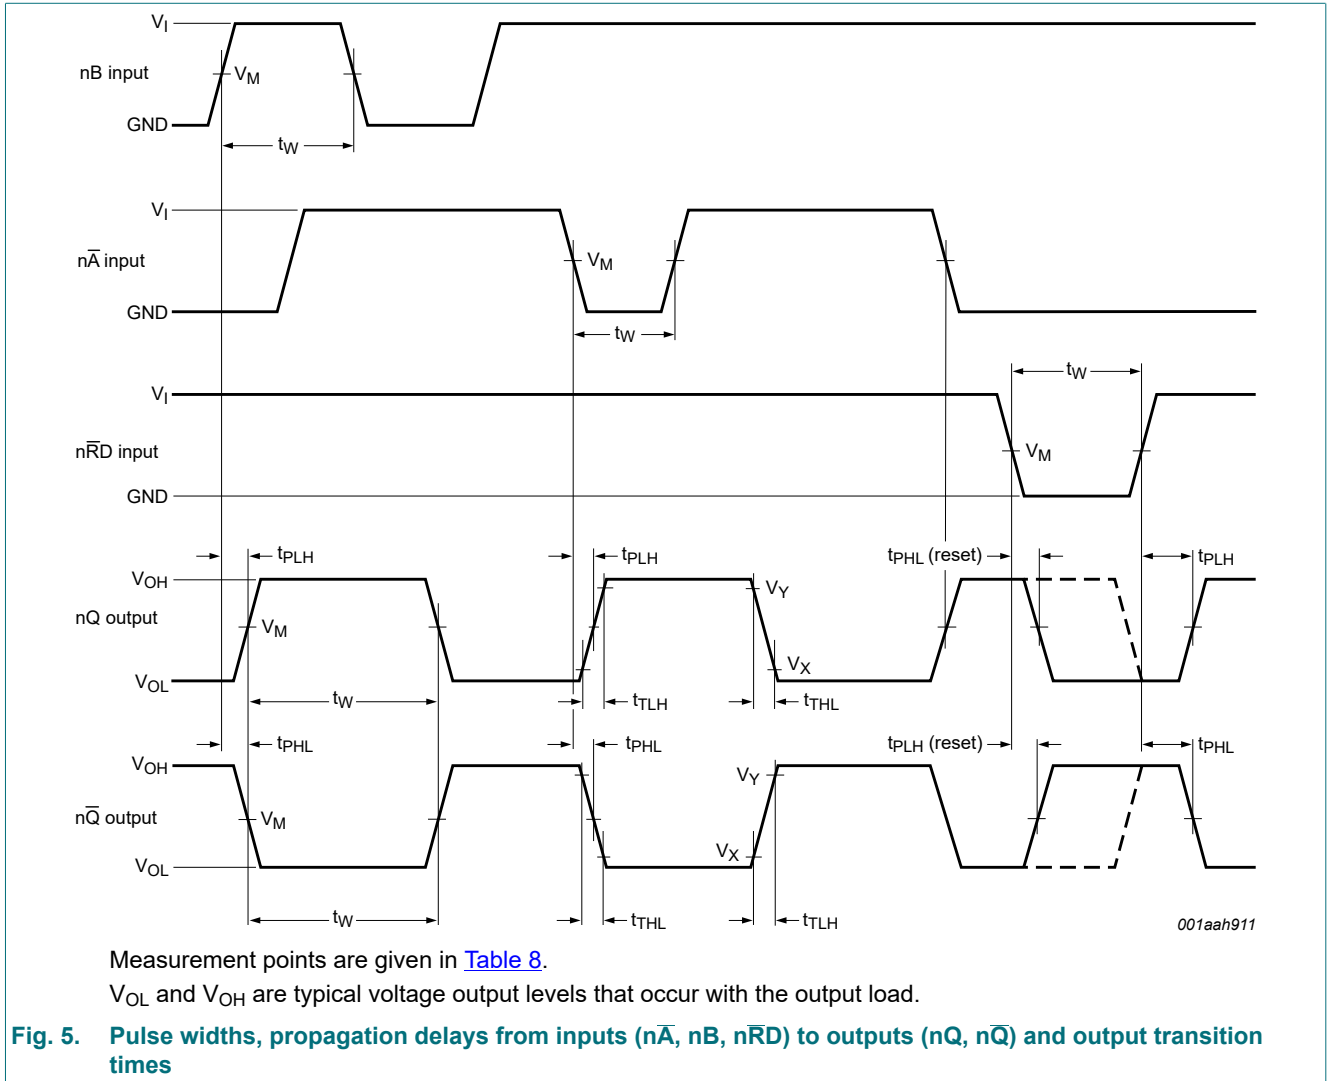 VI
nB input
VM
GND
tW
VI
nA̅ input
VM
GND
tW
tW
VI
nR̅D input
VM
GND
tPLH
tPLH
tPHL (reset)
tPLH
VOH
VY
nQ output
VM
VX
VOL
tW
tTLH
tTHL
tPHL
tPHL
tPLH (reset)
tPHL
VOH
VY
nQ̅ output
VM
VX
VOL
tW
tTHL
tTLH
001aah911
Measurement points are given in Table 8.
VOL and VOH are typical voltage output levels that occur with the output load.
Fig. 5. Pulse widths, propagation delays from inputs (nA̅, nB, nR̅D) to outputs (nQ, nQ̅) and output transition
times